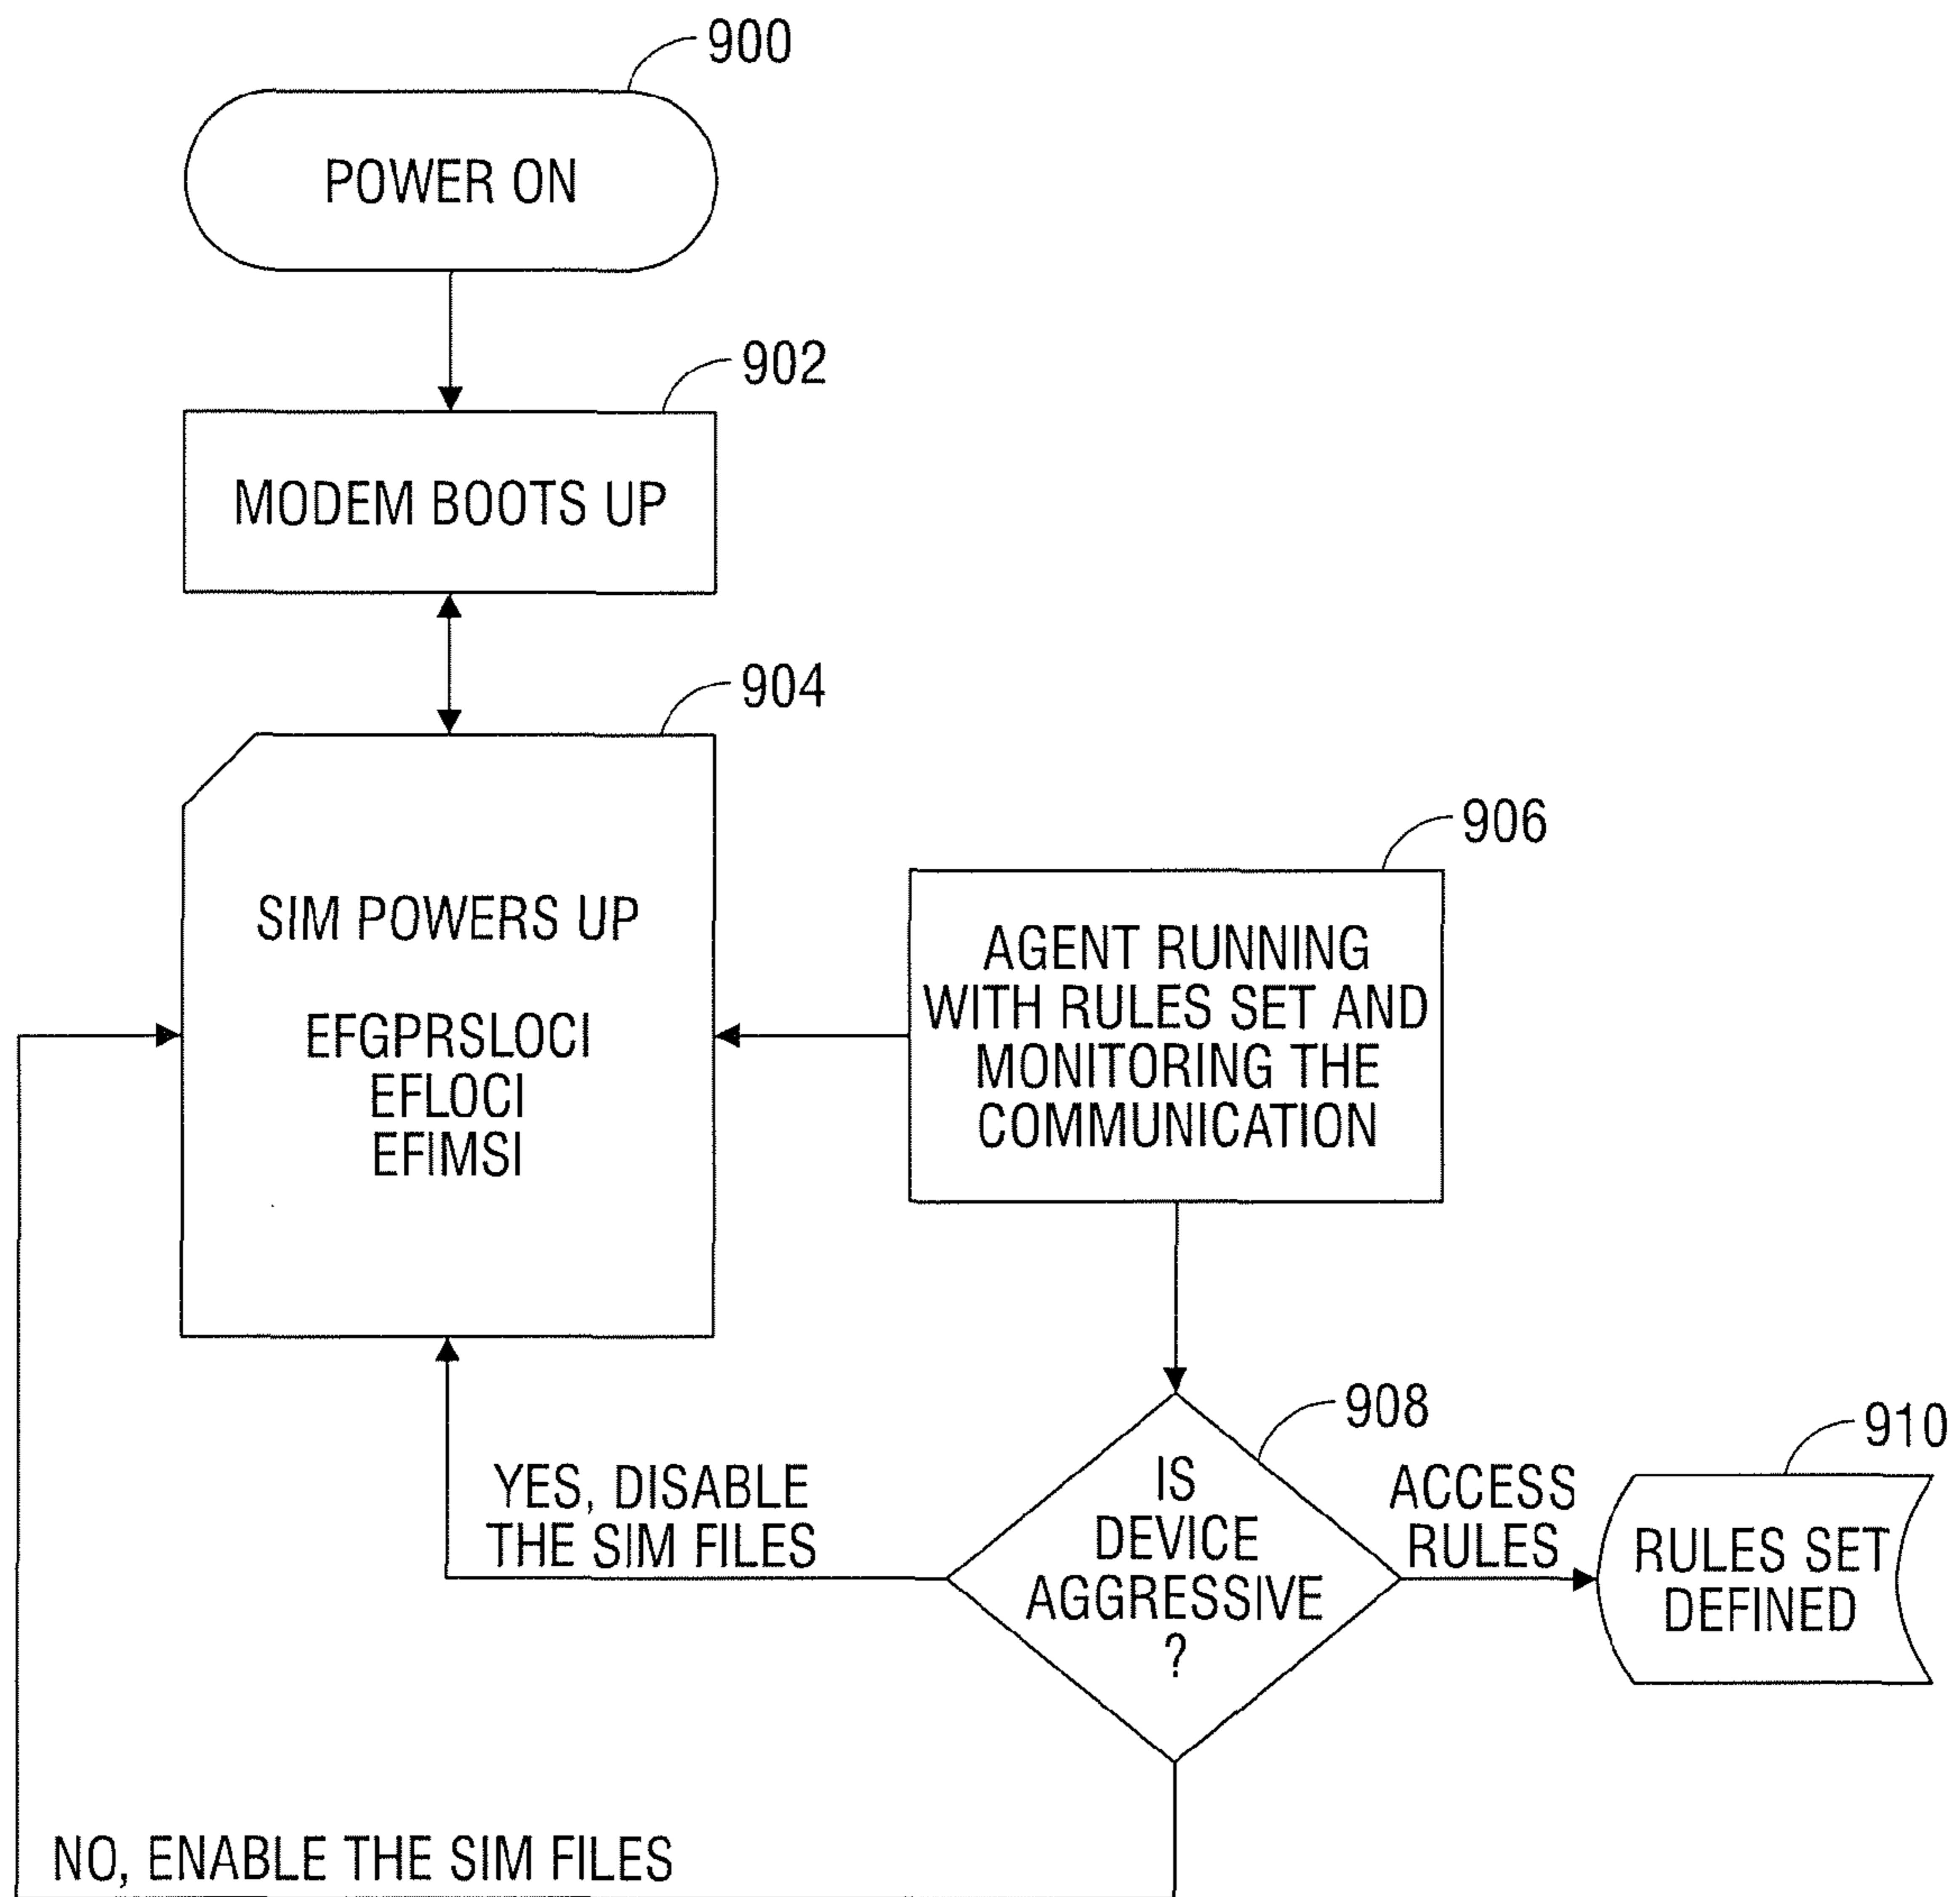 900
POWER ON
902
MODEM BOOTS UP
904
SIM POWERS UP
EFGPRSLOCI
EFLOCI
EFIMSI
906
AGENT RUNNING
WITH RULES SET AND
MONITORING THE
COMMUNICATION
908
IS
DEVICE
AGGRESSIVE
?
YES, DISABLE
THE SIM FILES
ACCESS
RULES
910
RULES SET
DEFINED
NO, ENABLE THE SIM FILES